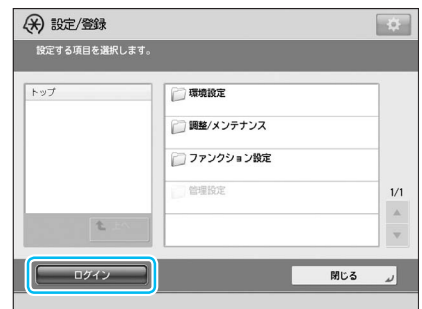 設定/登録
設定する項目を選択します。
トップ
環境設定
調整/メンテナンス
ファンクション設定
管理設定
1/1
ログイン
閉じる